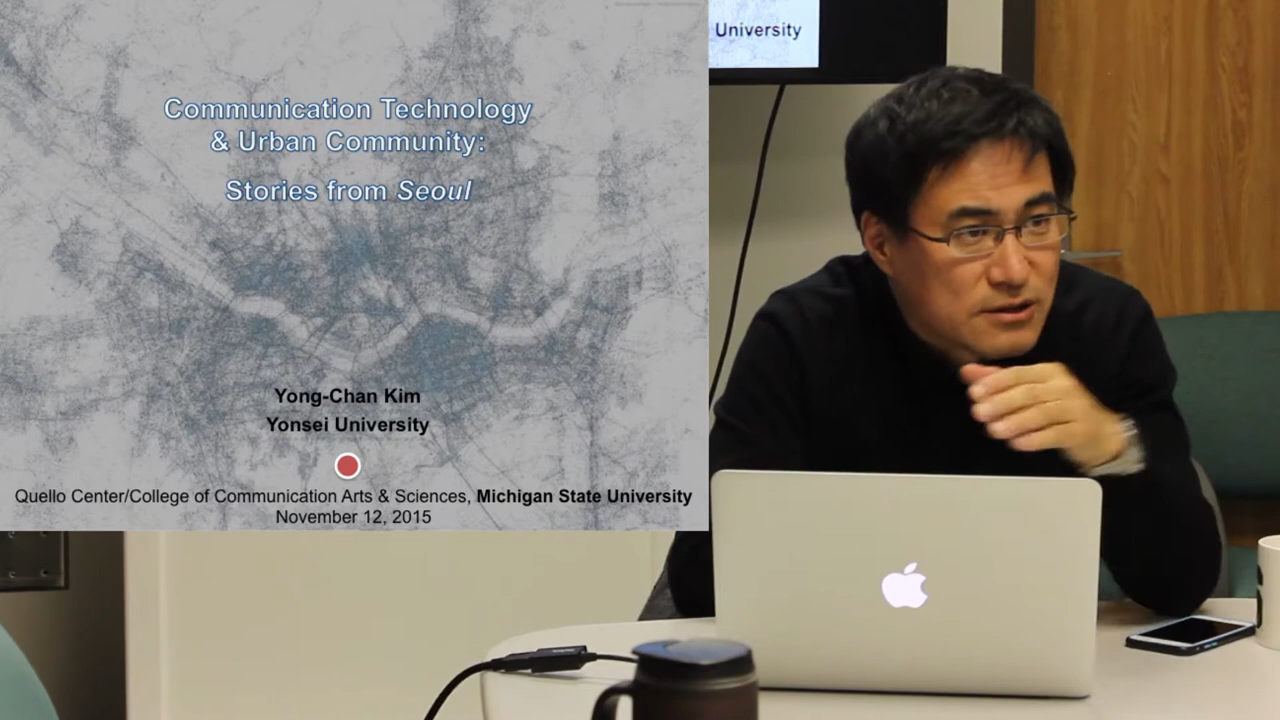 Communication Technology
& Urban Community:
Stories from Seoul
Yong-Chan Kim
Yonsei University
Quello Center/College of Communication Arts & Sciences, Michigan State University
November 12, 2015
University